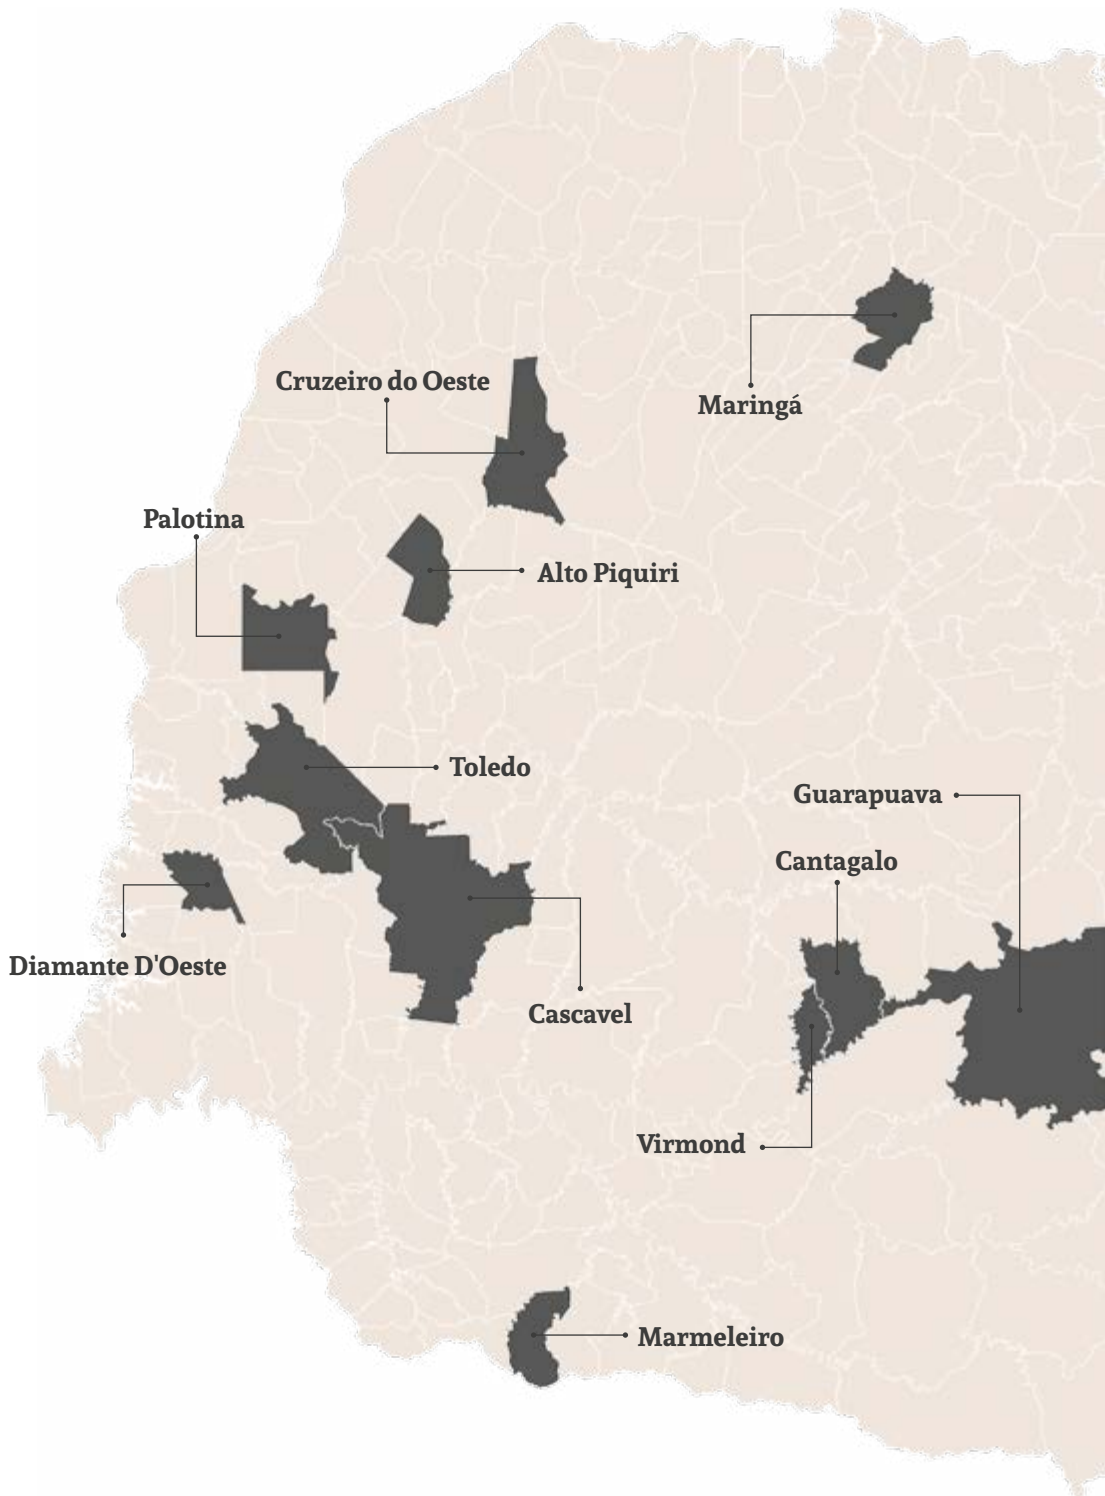 Cruzeiro do Oeste
Maringá
Palotina
Alto Piquiri
Toledo
Guarapuava
Cantagalo
Diamante D'Oeste
Cascavel
Virmond
Marmeleiro